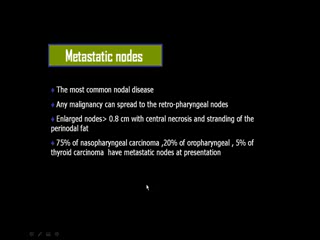 Metastatic nodes
The most common nodal disease
Any malignancy can spread to the retro-pharyngeal nodes
Enlarged nodes> 0.8 cm with central necrosis and stranding of the
perinodal fat
75% of nasopharyngeal carcinoma ,20% of oropharyngeal , 5% of
thyroid carcinoma have metastatic nodes at presentation